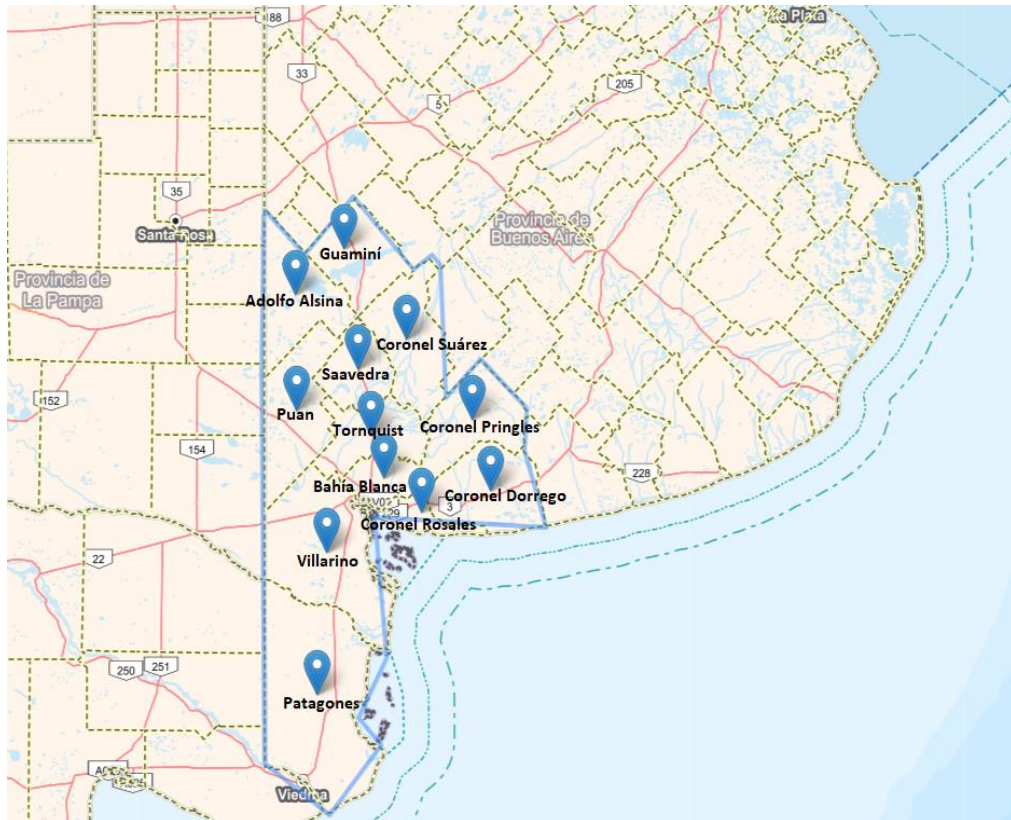 La Plata
188
33
5
205
35
Santa Rosa
Guaminí
Provincia de
Buenos Aires
Provincia de
La Pampa
Adolfo Alsina
Coronel Suárez
Saavedra
152
Puan
Tornquist
Coronel Pringles
154
Bahía Blanca
Coronel Dorrego
228
3
Coronel Rosales
22
Villarino
250
251
Patagones
Viedma